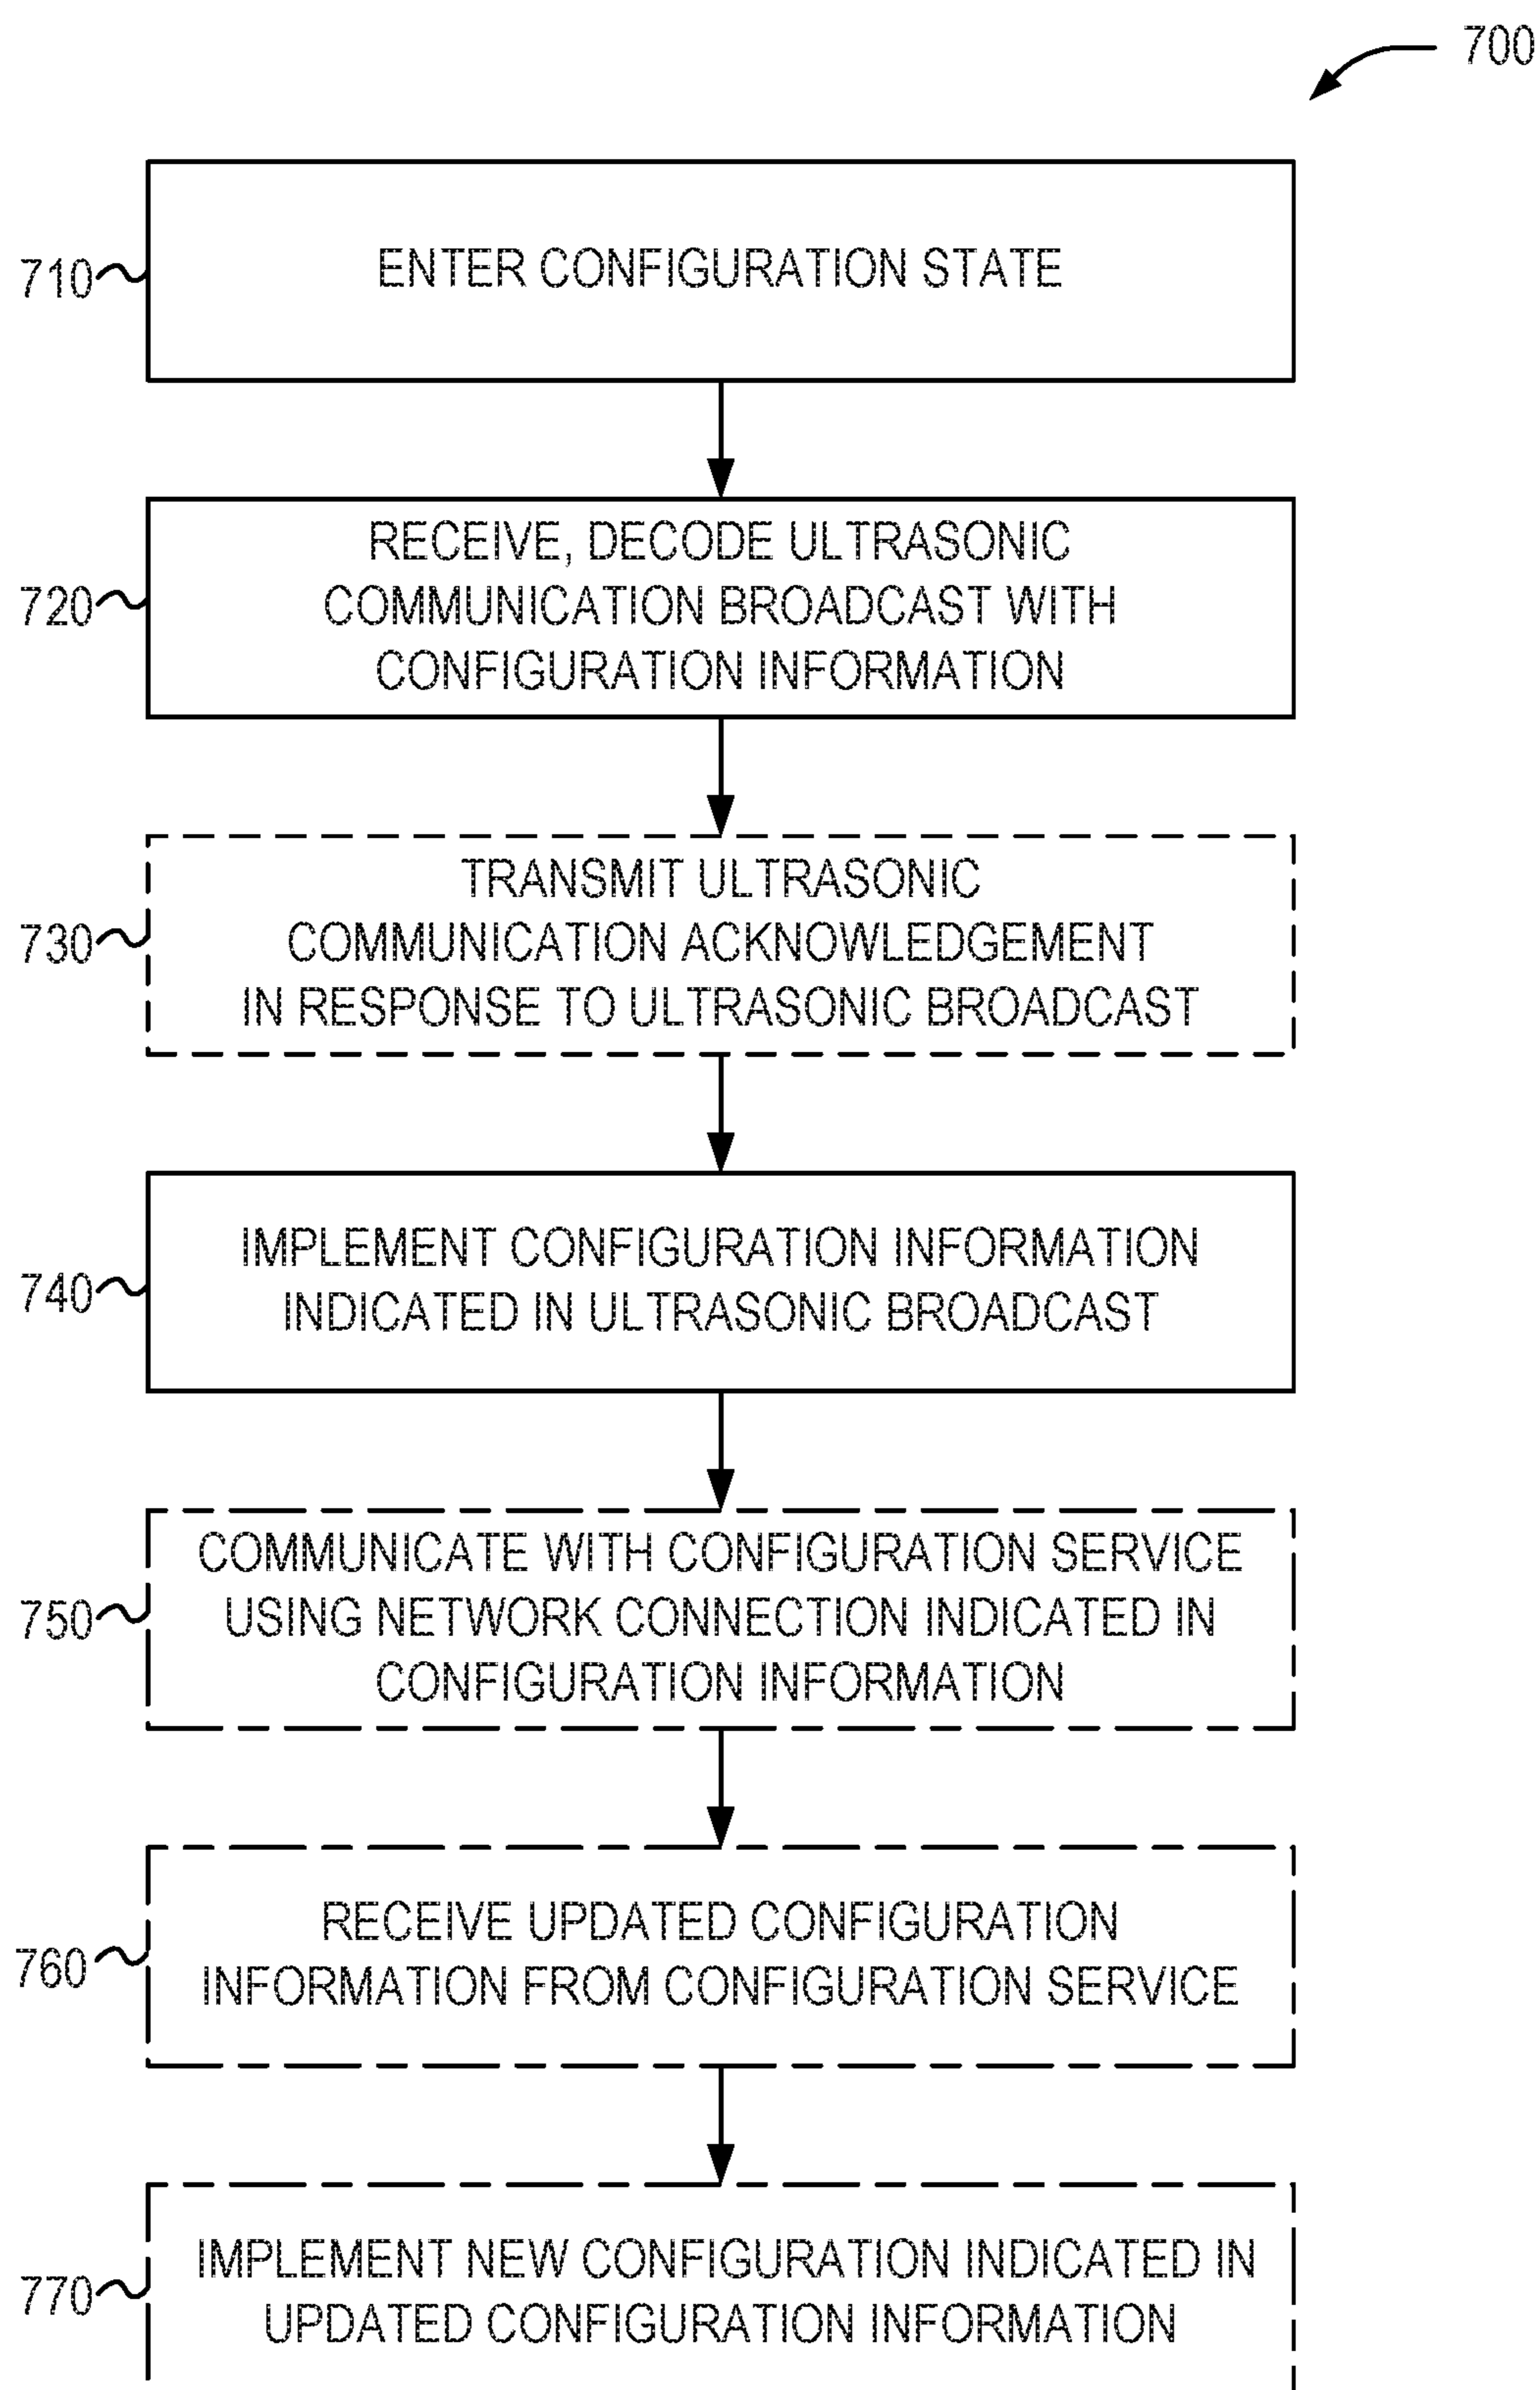 700
710
ENTER CONFIGURATION STATE
720
RECEIVE, DECODE ULTRASONIC
COMMUNICATION BROADCAST WITH
CONFIGURATION INFORMATION
730
TRANSMIT ULTRASONIC
COMMUNICATION ACKNOWLEDGEMENT
IN RESPONSE TO ULTRASONIC BROADCAST
740
IMPLEMENT CONFIGURATION INFORMATION
INDICATED IN ULTRASONIC BROADCAST
750
COMMUNICATE WITH CONFIGURATION SERVICE
USING NETWORK CONNECTION INDICATED IN
CONFIGURATION INFORMATION
760
RECEIVE UPDATED CONFIGURATION
INFORMATION FROM CONFIGURATION SERVICE
770
IMPLEMENT NEW CONFIGURATION INDICATED IN
UPDATED CONFIGURATION INFORMATION